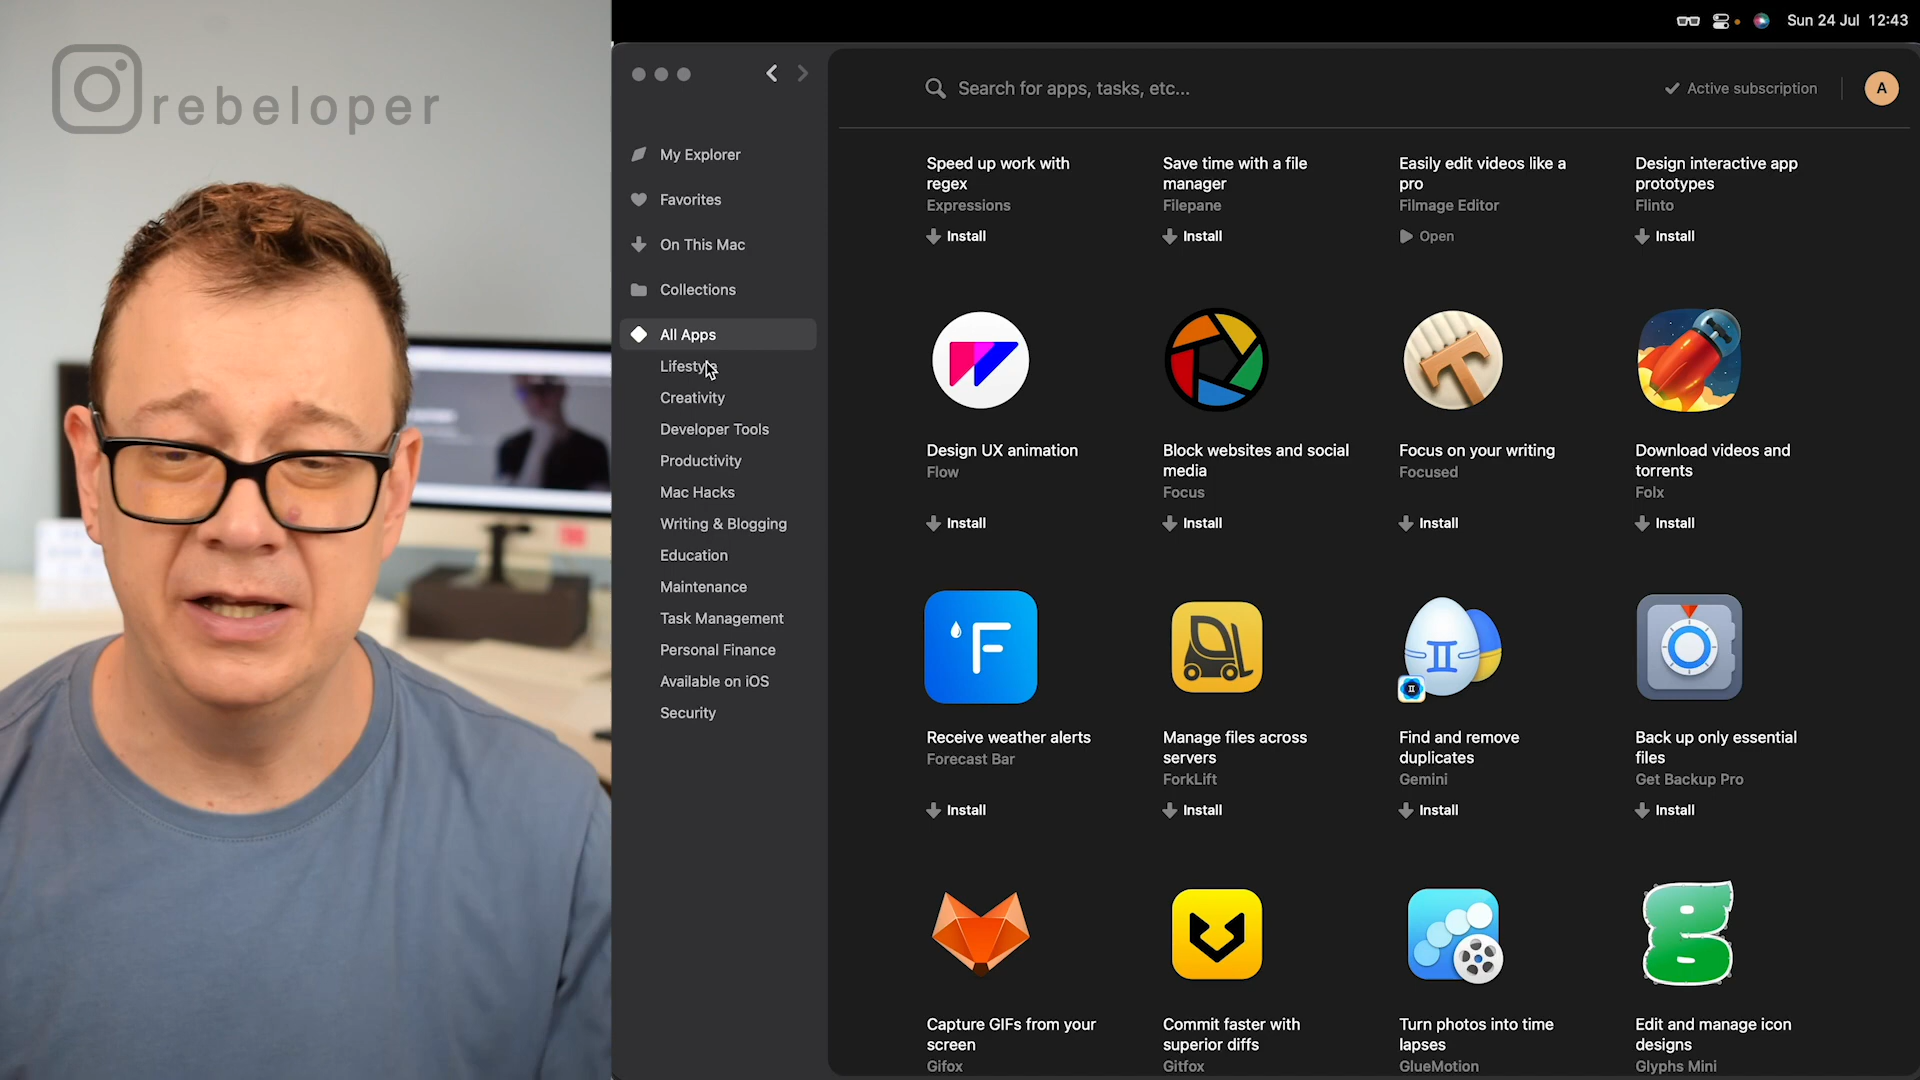 rebeloper
Sun 24 Jul 12:43
Search for apps, tasks, etc...
Active subscription
A
My Explorer
Favorites
On This Mac
Collections
All Apps
Lifestyle
Creativity
Developer Tools
Productivity
Mac Hacks
Writing & Blogging
Education
Maintenance
Task Management
Personal Finance
Available on iOS
Security
Speed up work with
regex
Expressions
Install
Save time with a file
manager
Filepane
Install
Easily edit videos like a
pro
Filmage Editor
Open
Design interactive app
prototypes
Flinto
Install
Design UX animation
Flow
Install
Block websites and social
media
Focus
Install
T
Focus on your writing
Focused
Install
Download videos and
torrents
Folx
Install
F
Receive weather alerts
Forecast Bar
Install
Manage files across
servers
ForkLift
Install
Find and remove
duplicates
Gemini
Install
Back up only essential
files
Get Backup Pro
Install
Capture GIFs from your
screen
Gifox
Commit faster with
superior diffs
Gitfox
Turn photos into time
lapses
GlueMotion
g
Edit and manage icon
designs
Glyphs Mini